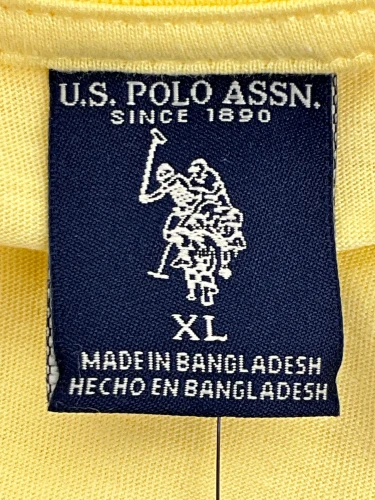 U.S. POLO ASSN.
SINCE 1890
XL
MADE IN BANGLADESH
HECHO EN BANGLADESH